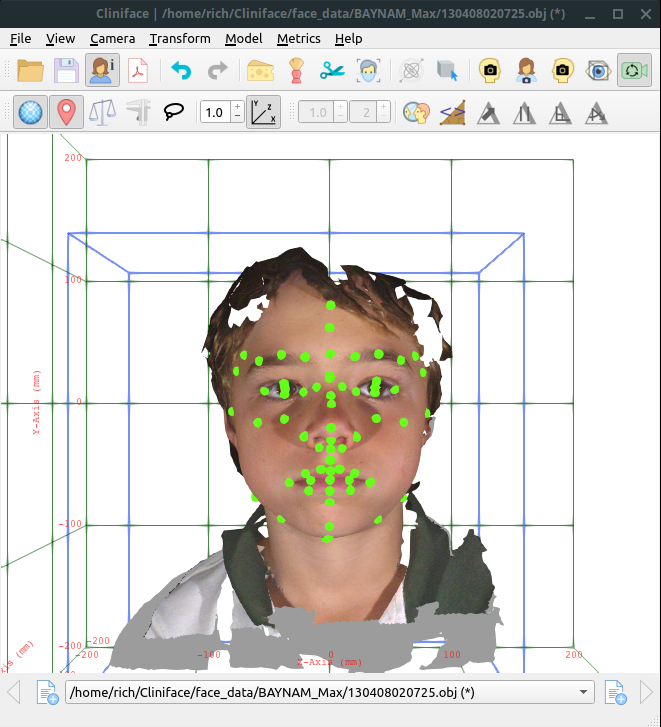 Cliniface | /home/rich/Cliniface/face_data/BAYNAM_Max/130408020725.obj (*)
File View Camera Transform Model Metrics Help
1.0 Y Z X 1.0 2
200
100
Y-Axis (mm)
0
-100
-200
-200
-200 -100 0 100 200
Z-Axis (mm)
xis (mm)
/home/rich/Cliniface/face_data/BAYNAM_Max/130408020725.obj (*)